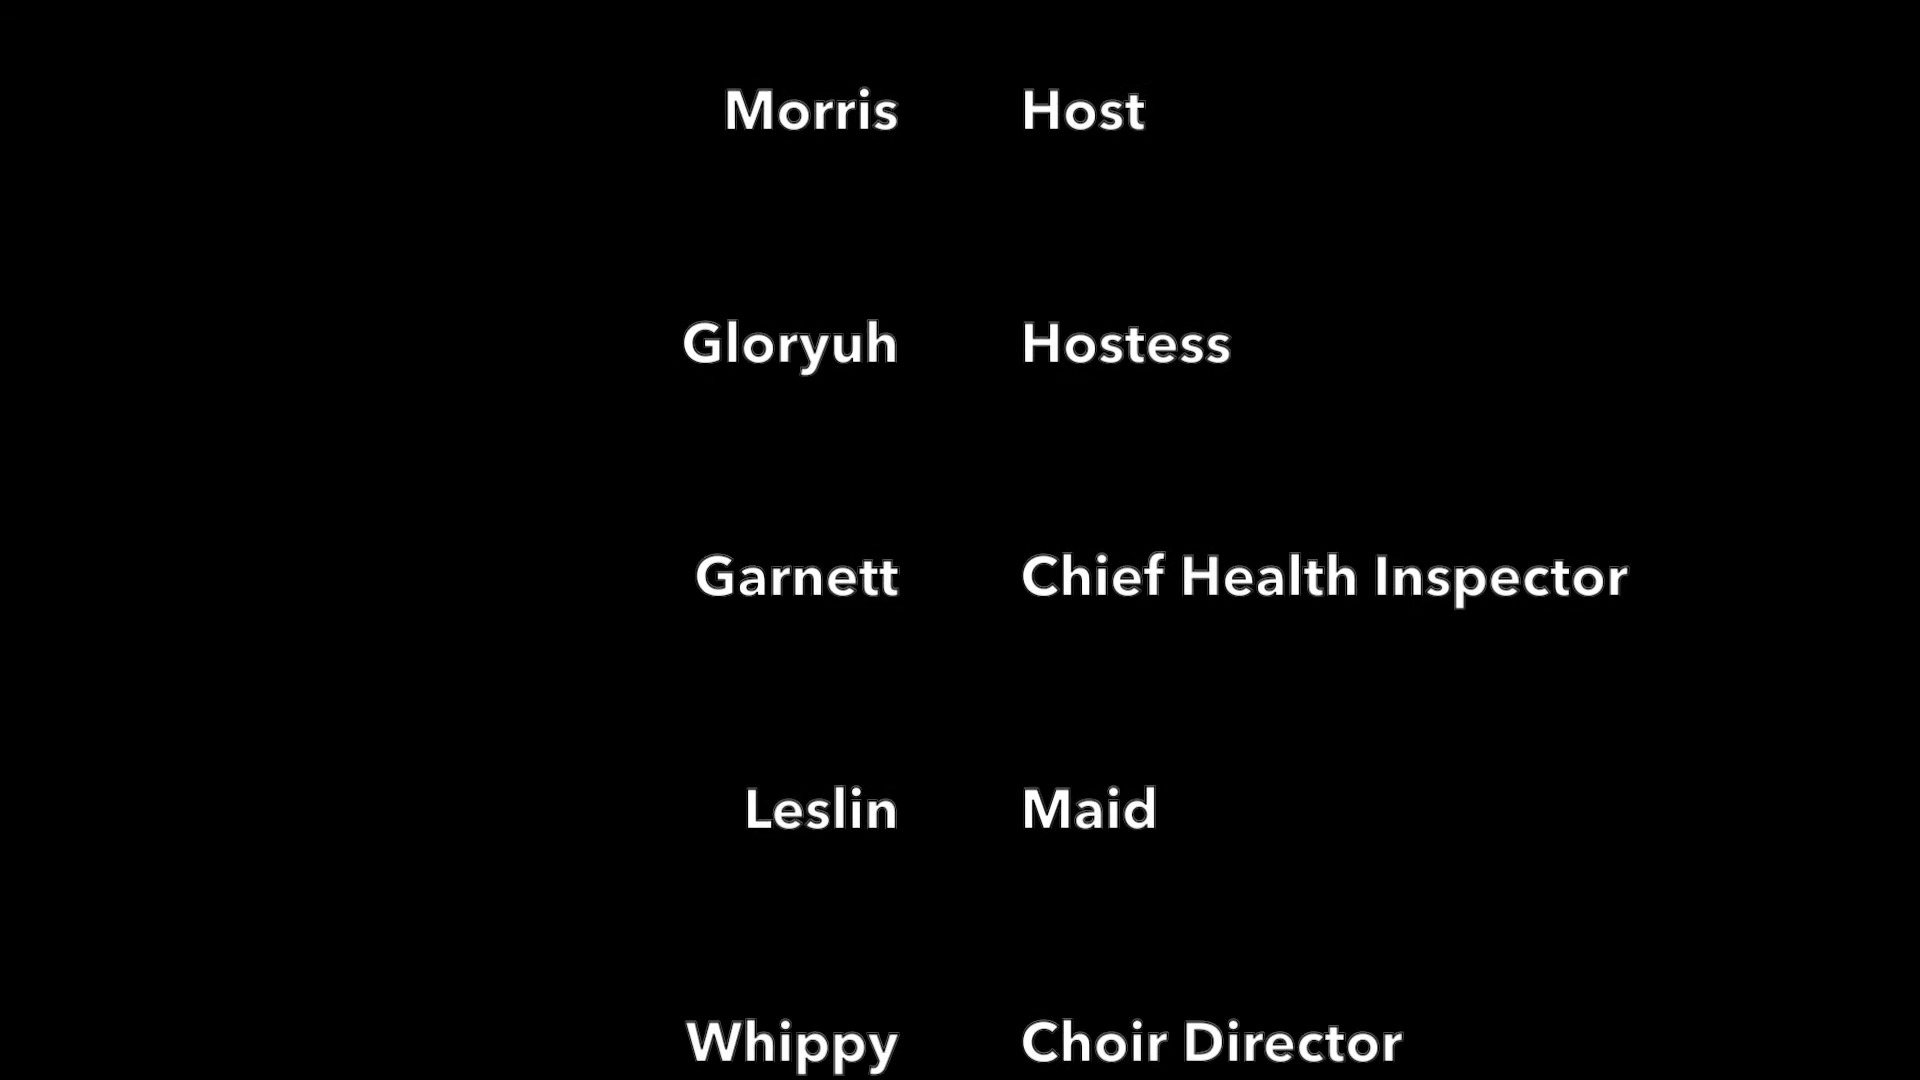 Morris Host
Gloryuh Hostess
Garnett Chief Health Inspector
Leslin Maid
Whippy Choir Director